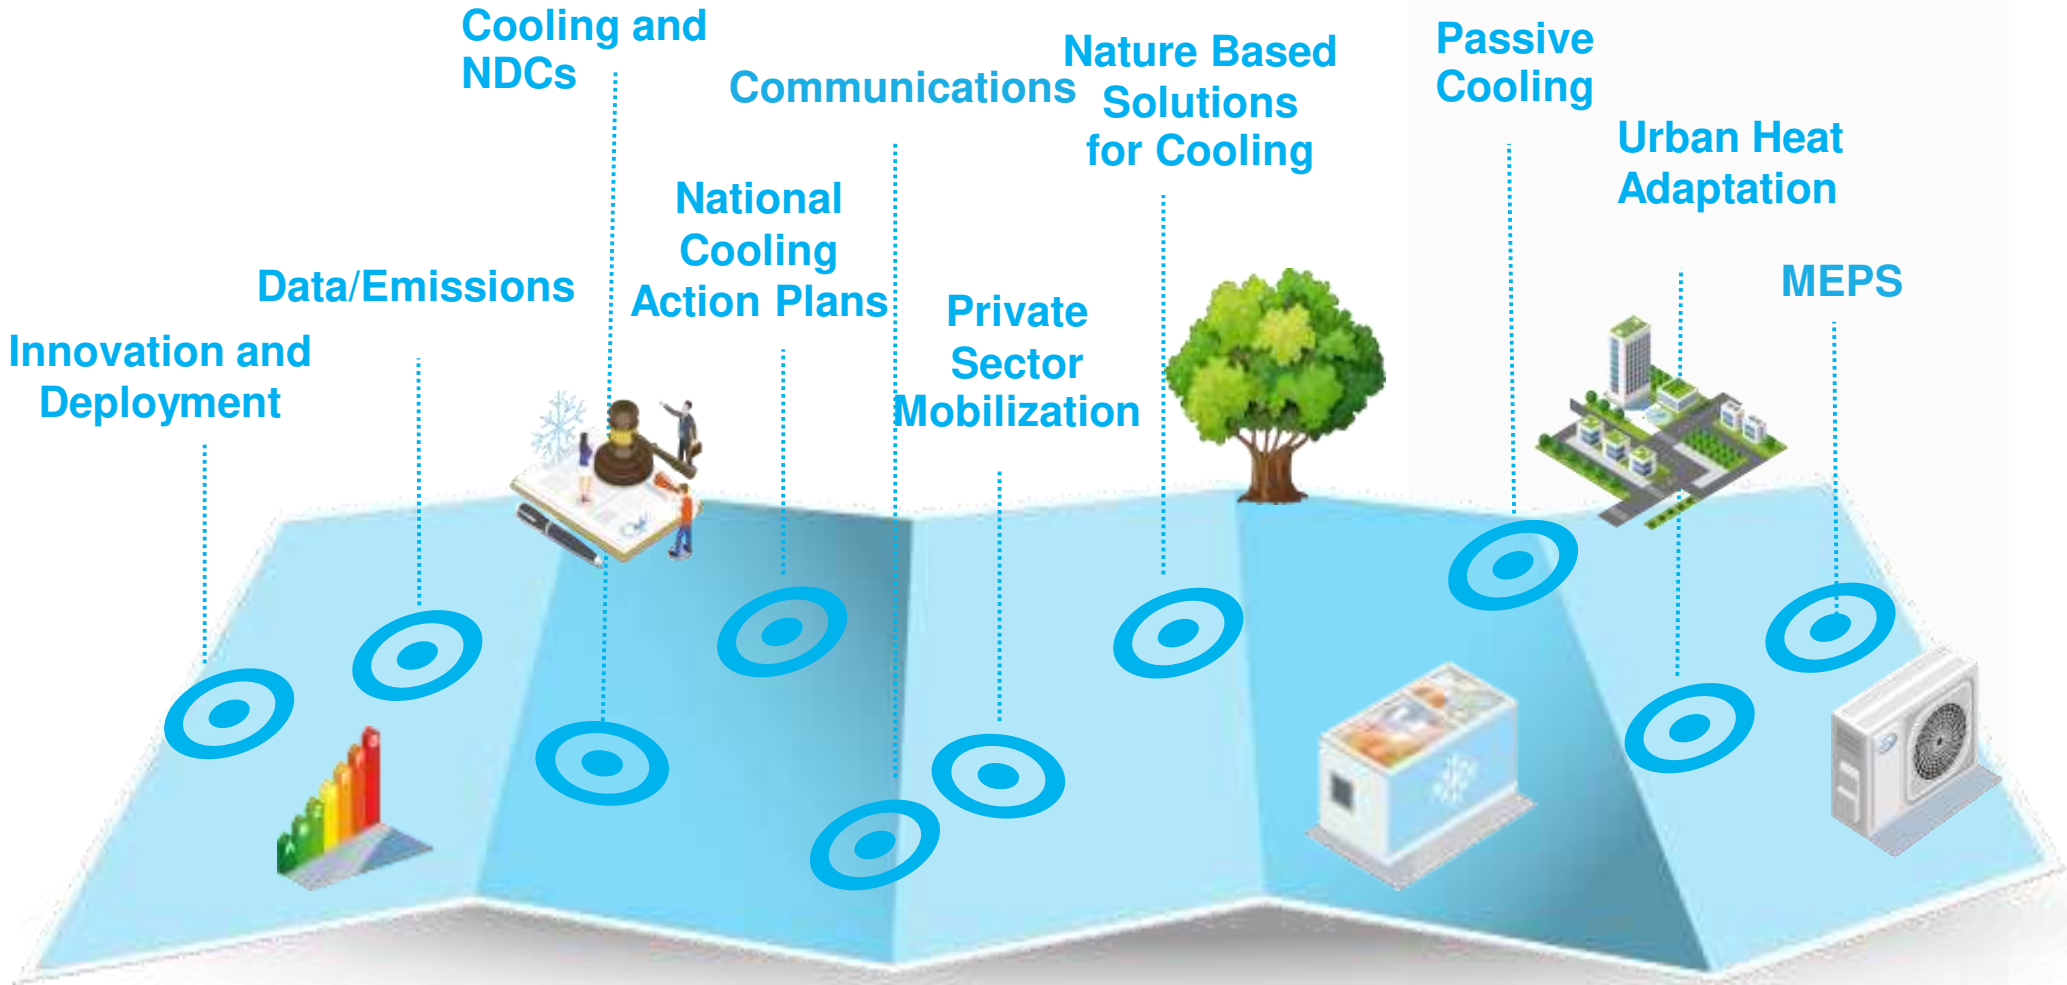 Cooling and
NDCs
Communications
Nature Based
Solutions
for Cooling
Passive
Cooling
Urban Heat
Adaptation
National
Cooling
Action Plans
Data/Emissions
Private
Sector
Mobilization
MEPS
Innovation and
Deployment